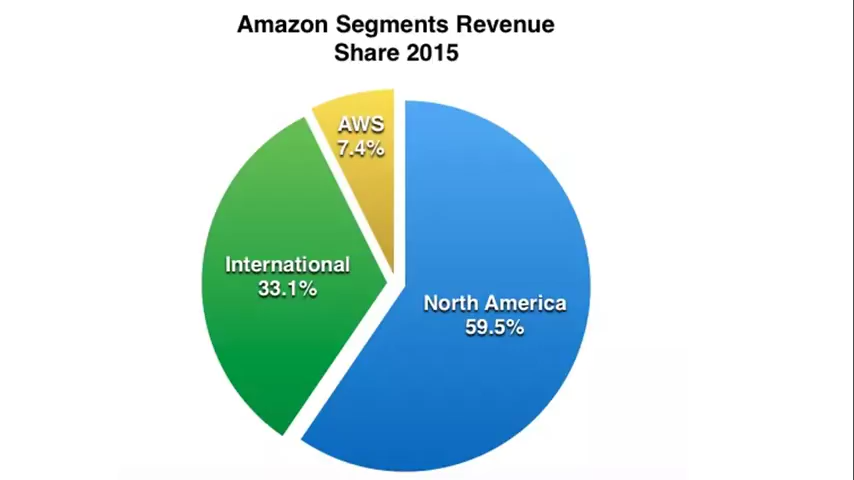 Amazon Segments Revenue
Share 2015
AWS
7.4%
International
33.1%
North America
59.5%